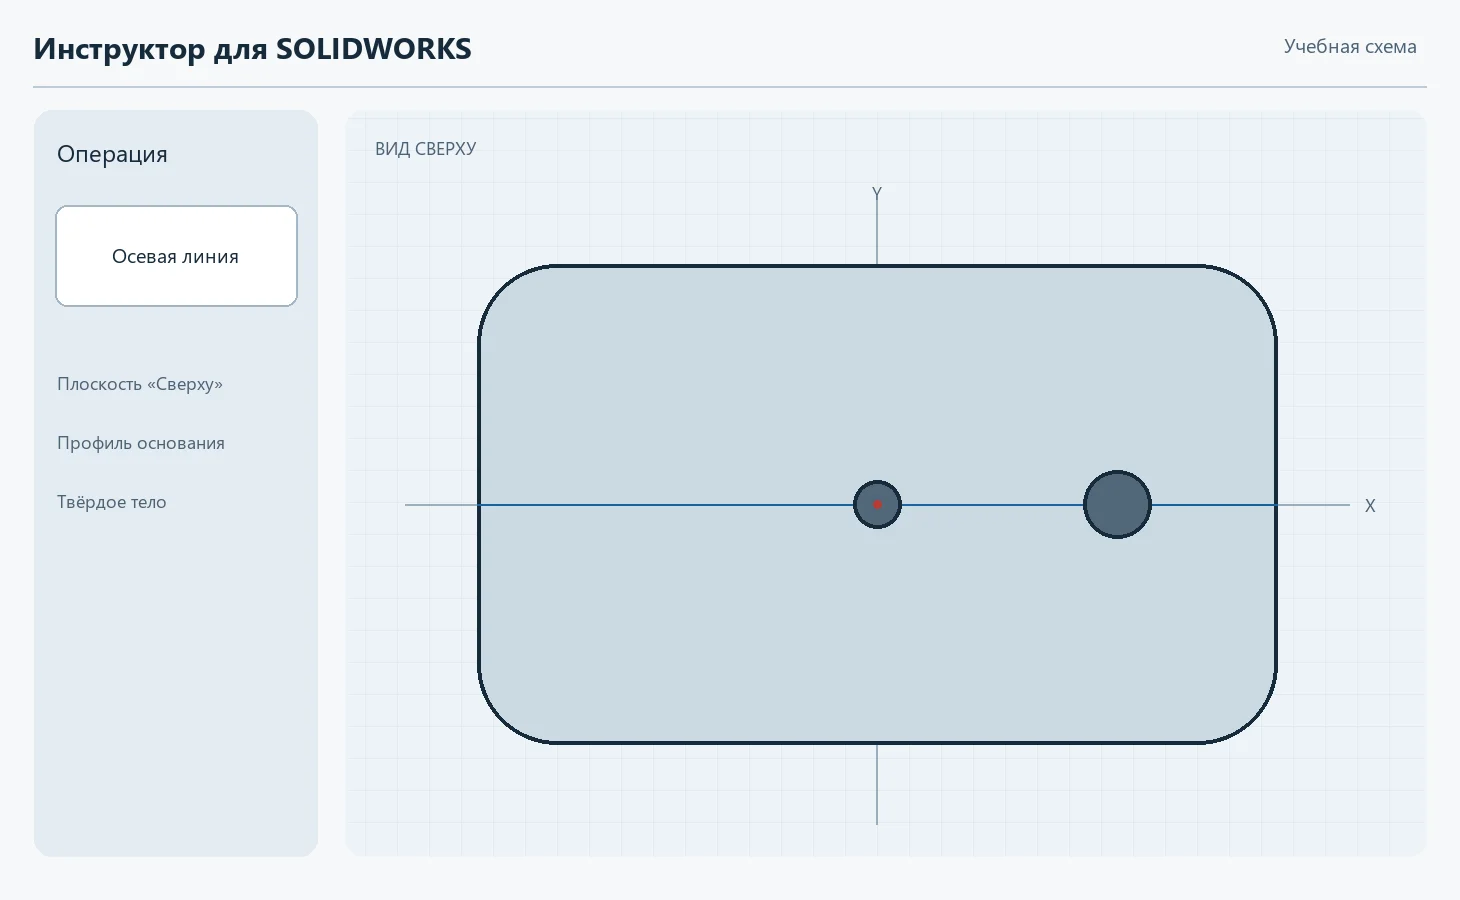 Инструктор для SOLIDWORKS
Учебная схема
Операция
Осевая линия
Плоскость «Сверху»
Профиль основания
Твёрдое тело
ВИД СВЕРХУ
Y
X